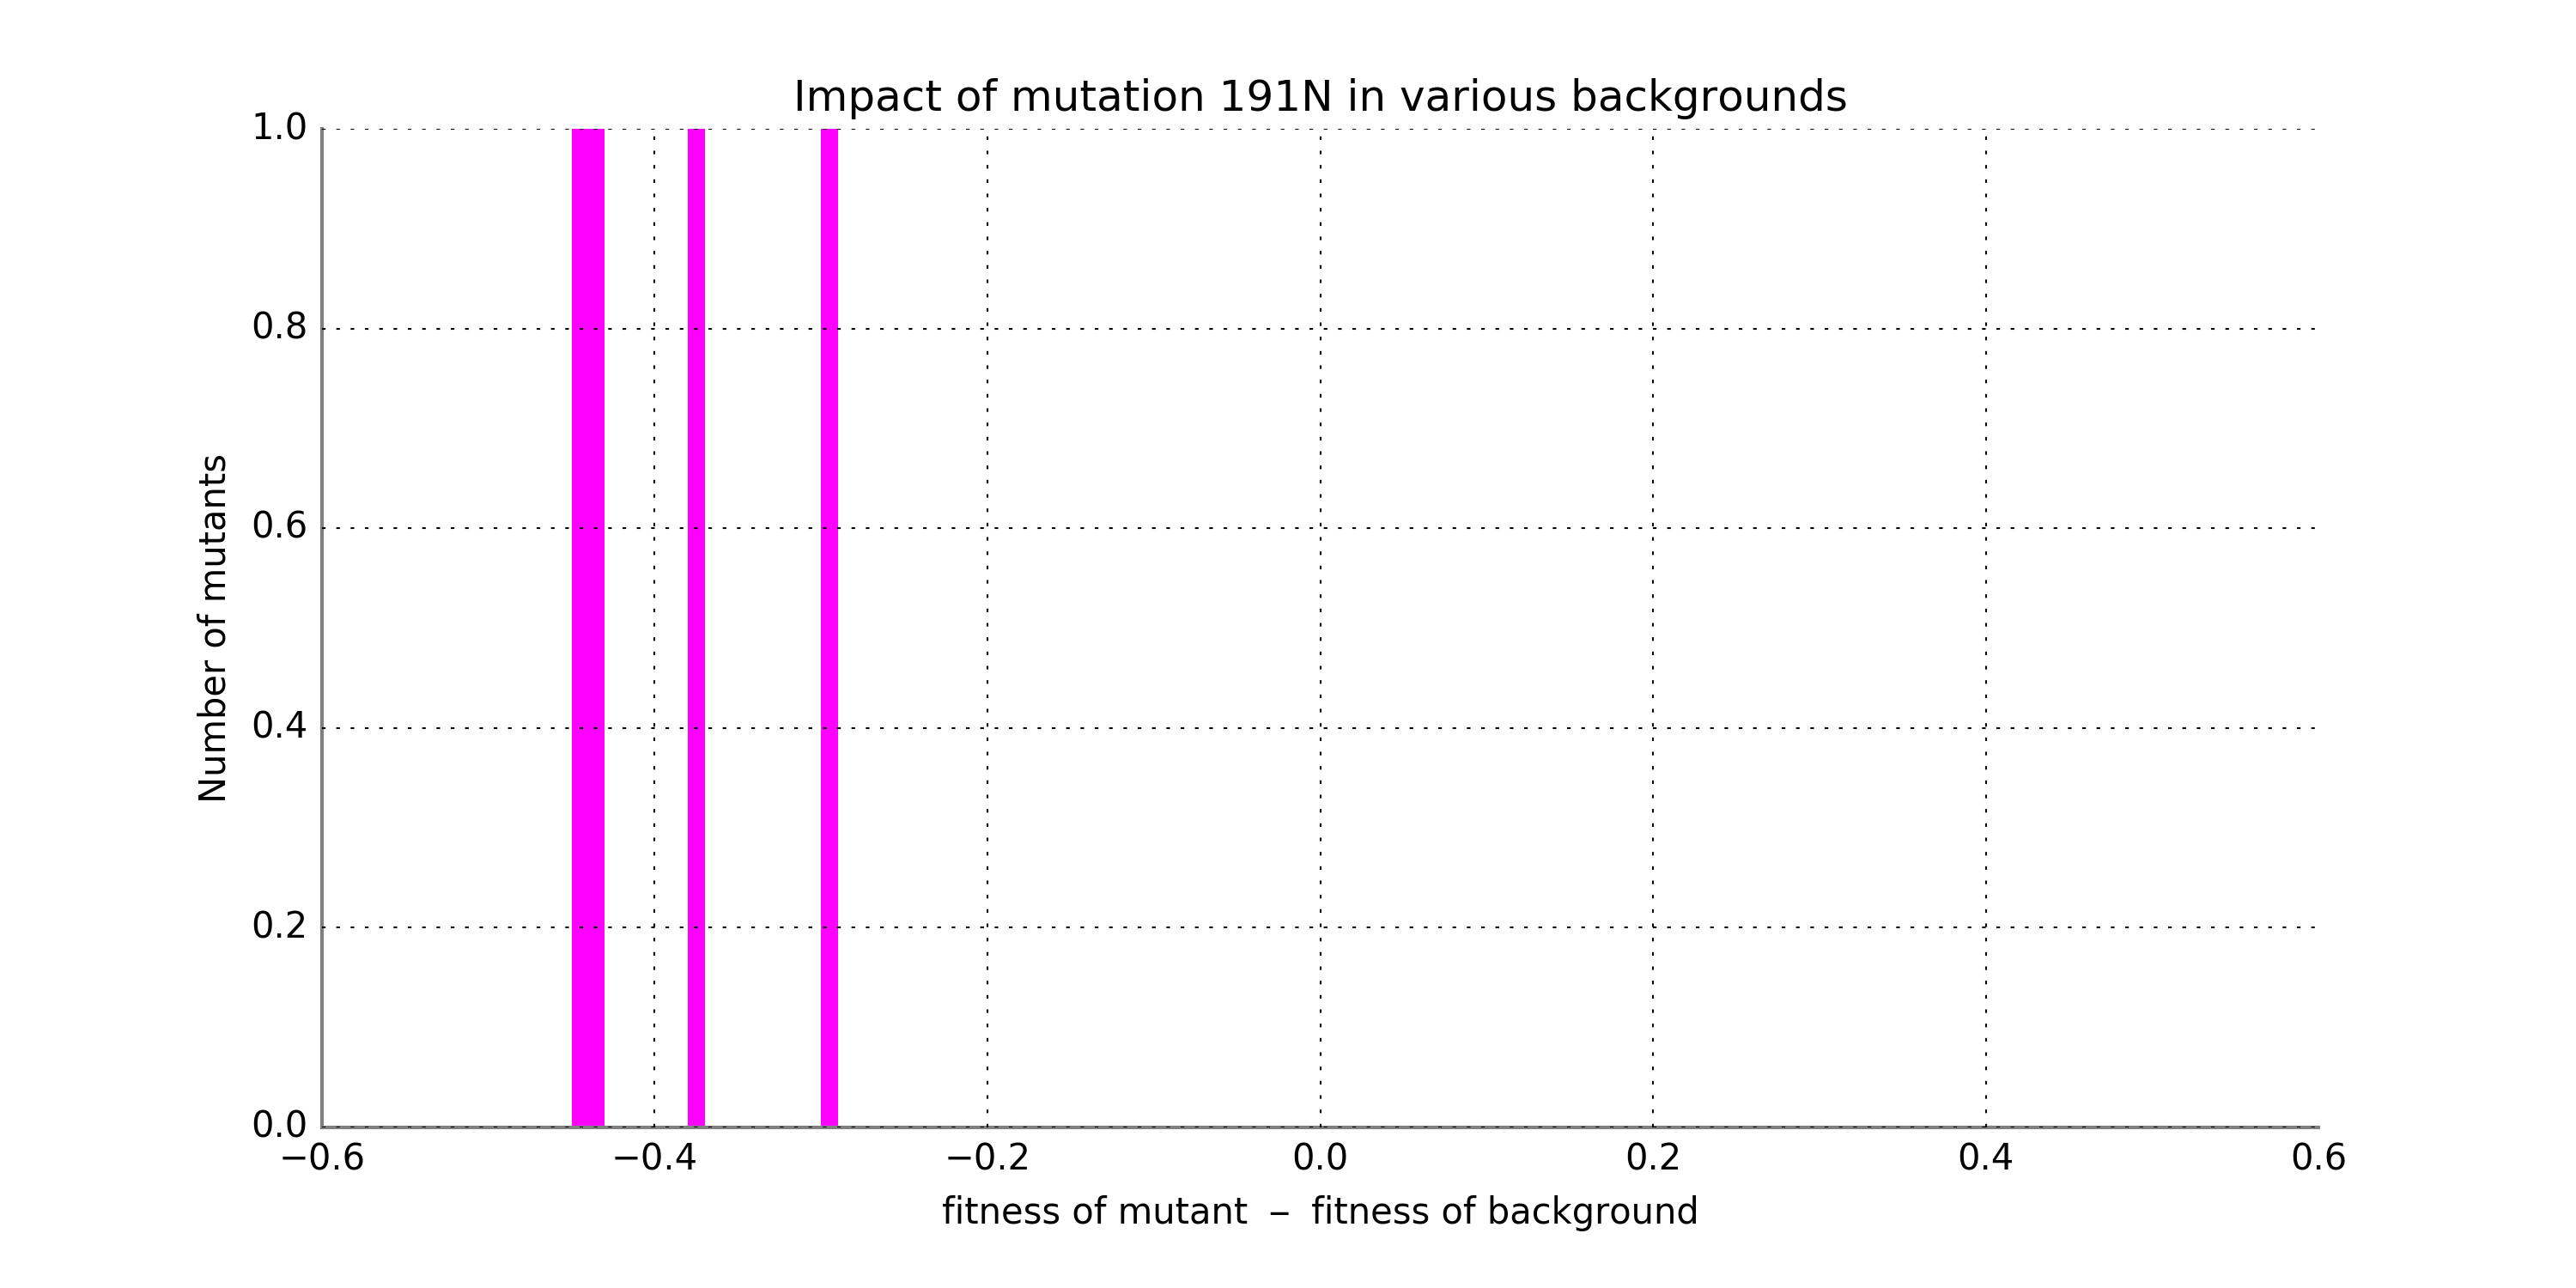 Impact of mutation 191N in various backgrounds
1.0
0.8
0.6
0.4
0.2
0.0
Number of mutants
−0.6 −0.4 −0.2 0.0 0.2 0.4 0.6
fitness of mutant − fitness of background